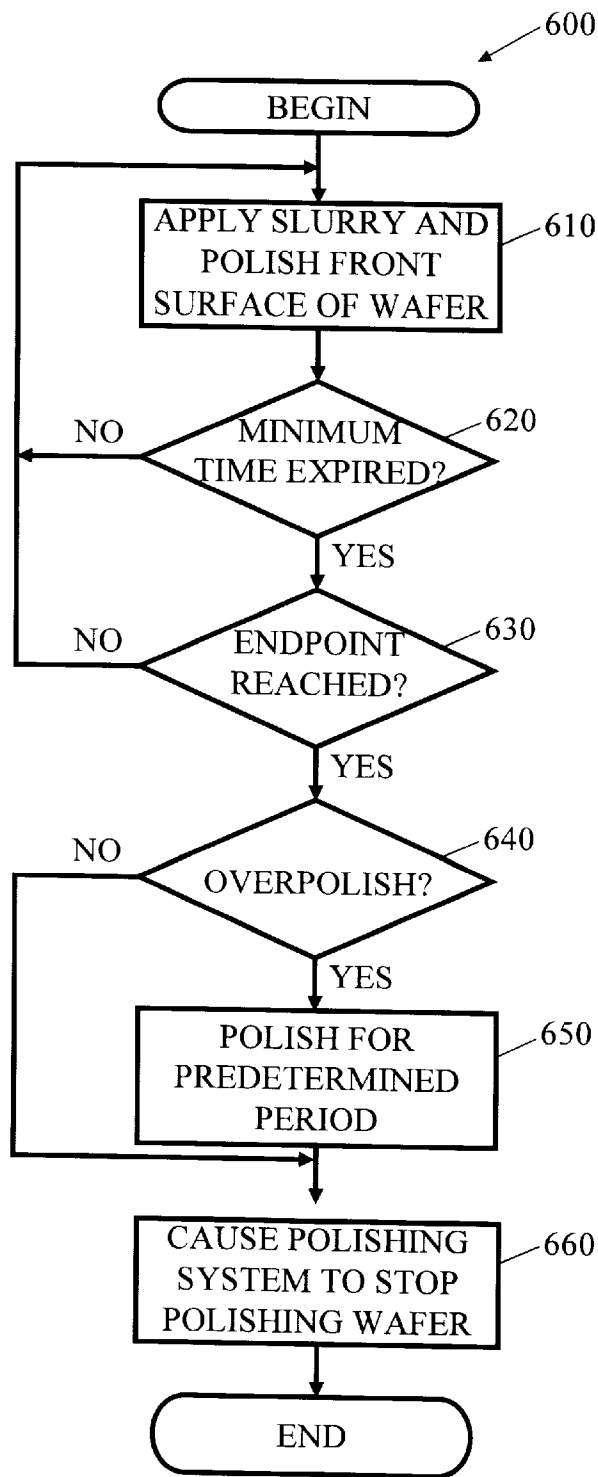 600
BEGIN
APPLY SLURRY AND
POLISH FRONT
SURFACE OF WAFER
610
NO
MINIMUM
TIME EXPIRED?
620
YES
NO
ENDPOINT
REACHED?
630
YES
NO
OVERPOLISH?
640
YES
POLISH FOR
PREDETERMINED
PERIOD
650
CAUSE POLISHING
SYSTEM TO STOP
POLISHING WAFER
660
END